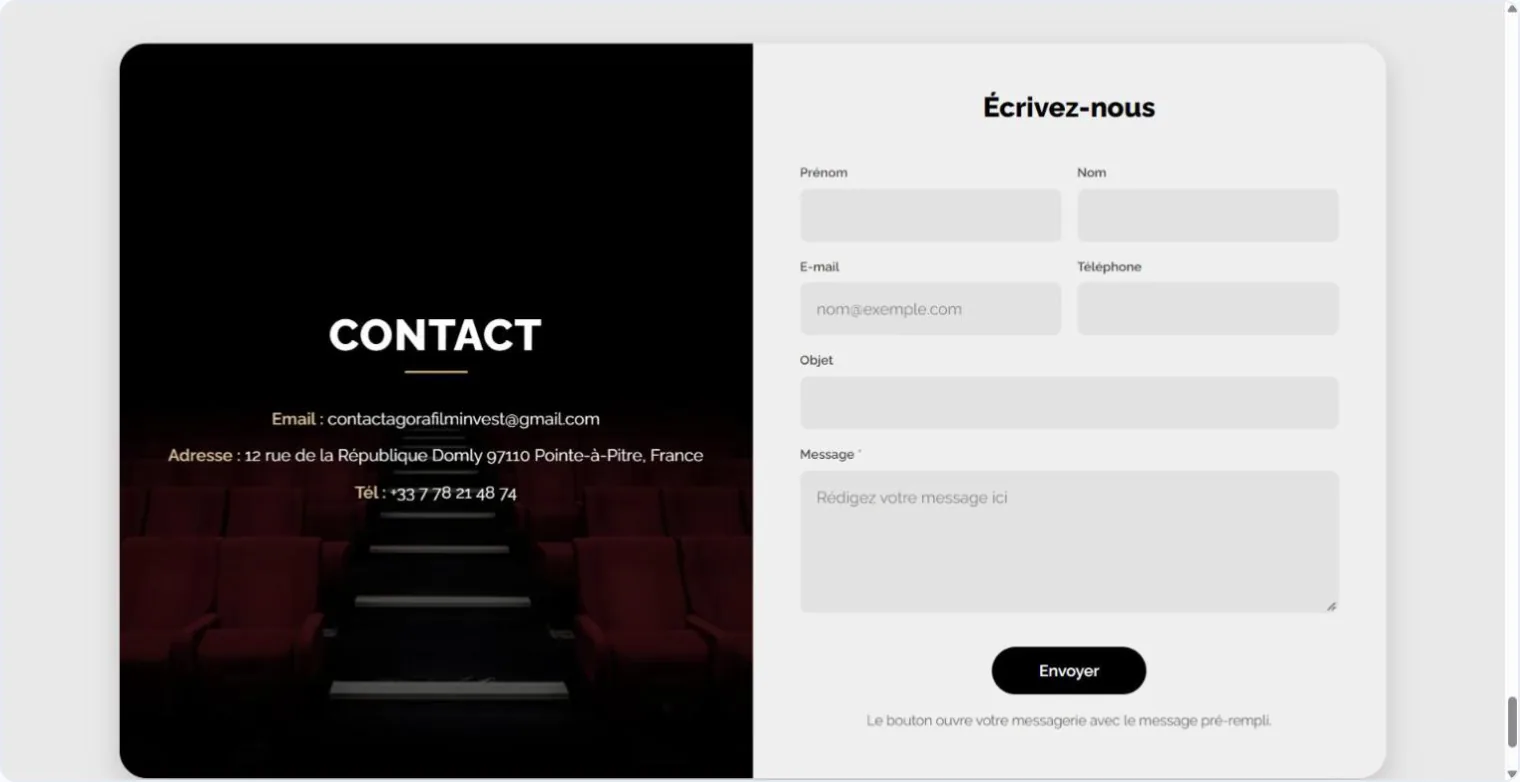 CONTACT
Email : contactagorafilminvest@gmail.com
Adresse : 12 rue de la République Domly 97110 Pointe-à-Pitre, France
Tél : +33 7 78 21 48 74
Écrivez-nous
Prénom
Nom
E-mail
Téléphone
nom@exemple.com
Objet
Message *
Rédigez votre message ici
Envoyer
Le bouton ouvre votre messagerie avec le message pré-rempli.